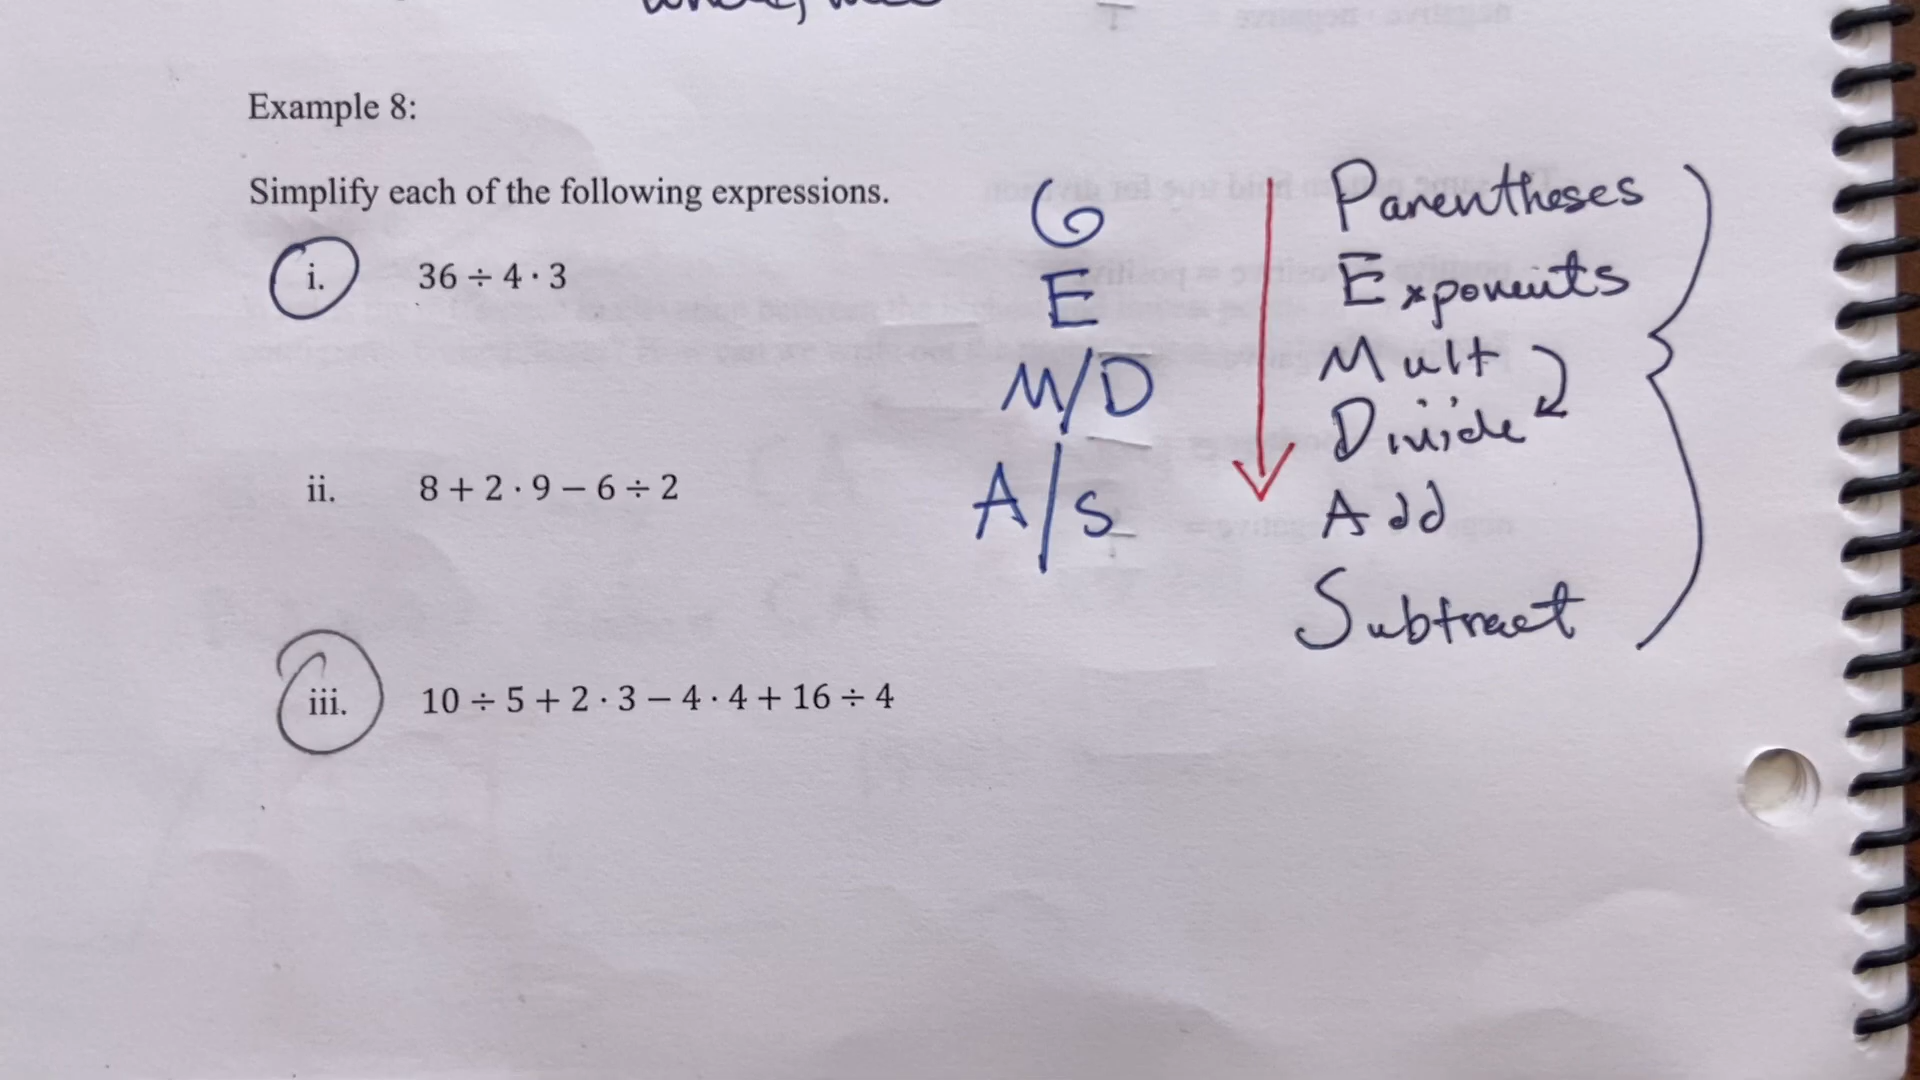 Example 8:
Simplify each of the following expressions.
i. 36 ÷ 4 · 3
ii. 8 + 2 · 9 − 6 ÷ 2
iii. 10 ÷ 5 + 2 · 3 − 4 · 4 + 16 ÷ 4
G
E
M/D
A/S
Parentheses
Exponents
Mult
Divide
Add
Subtract